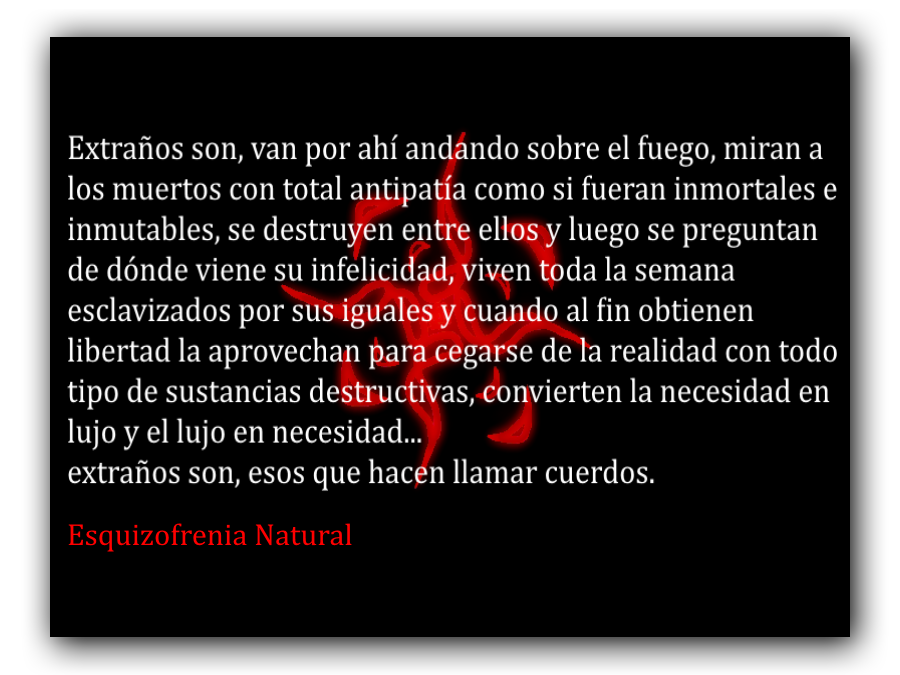 Extraños son, van por ahí andando sobre el fuego, miran a
los muertos con total antipatía como si fueran inmortales e
inmutables, se destruyen entre ellos y luego se preguntan
de dónde viene su infelicidad, viven toda la semana
esclavizados por sus iguales y cuando al fin obtienen
libertad la aprovechan para cegarse de la realidad con todo
tipo de sustancias destructivas, convierten la necesidad en
lujo y el lujo en necesidad...
extraños son, esos que hacen llamar cuerdos.
Esquizofrenia Natural